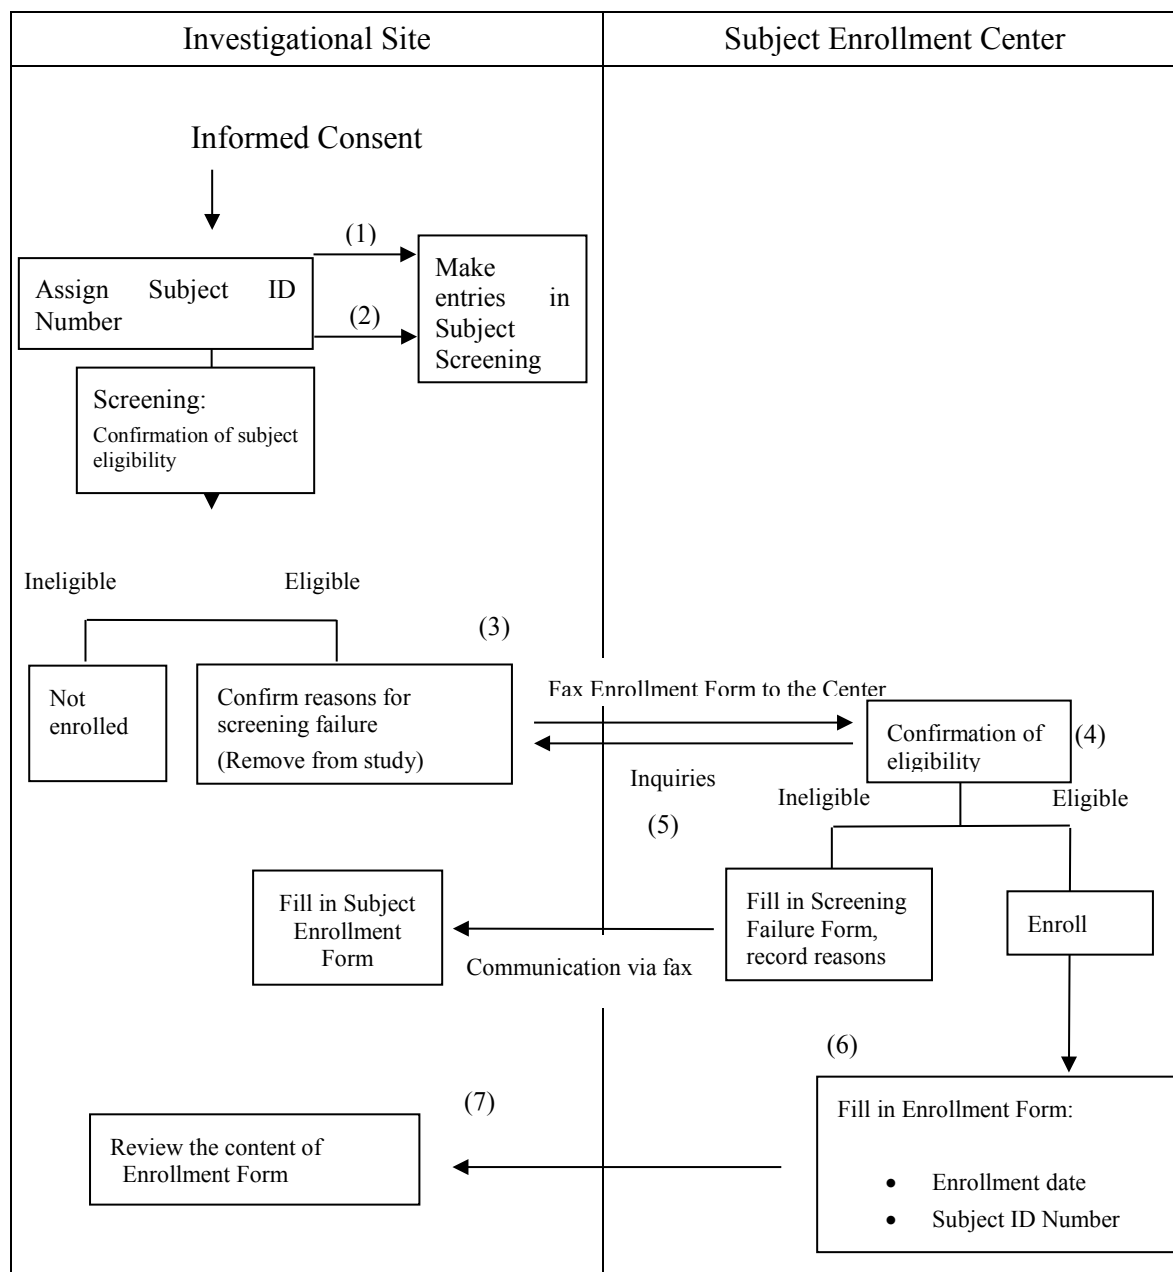 Investigational Site
Subject Enrollment Center
Informed Consent
(1)
Assign Subject ID
Number
(2)
Make
entries in
Subject
Screening
Screening:
Confirmation of subject
eligibility
Ineligible
Eligible
(3)
Not
enrolled
Confirm reasons for
screening failure
(Remove from study)
Fax Enrollment Form to the Center
Confirmation of
eligibility
(4)
Inquiries
Ineligible
Eligible
(5)
Fill in Subject
Enrollment
Form
Communication via fax
Fill in Screening
Failure Form,
record reasons
Enroll
(6)
Fill in Enrollment Form:
• Enrollment date
• Subject ID Number
(7)
Review the content of
Enrollment Form